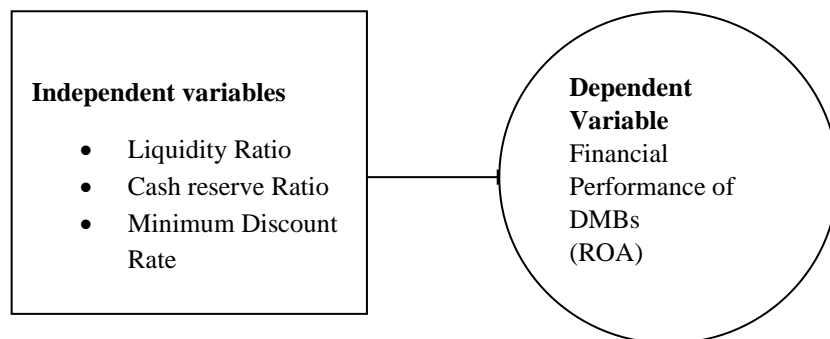 Independent variables
• Liquidity Ratio
• Cash reserve Ratio
• Minimum Discount
Rate
Dependent
Variable
Financial
Performance of
DMBs
(ROA)